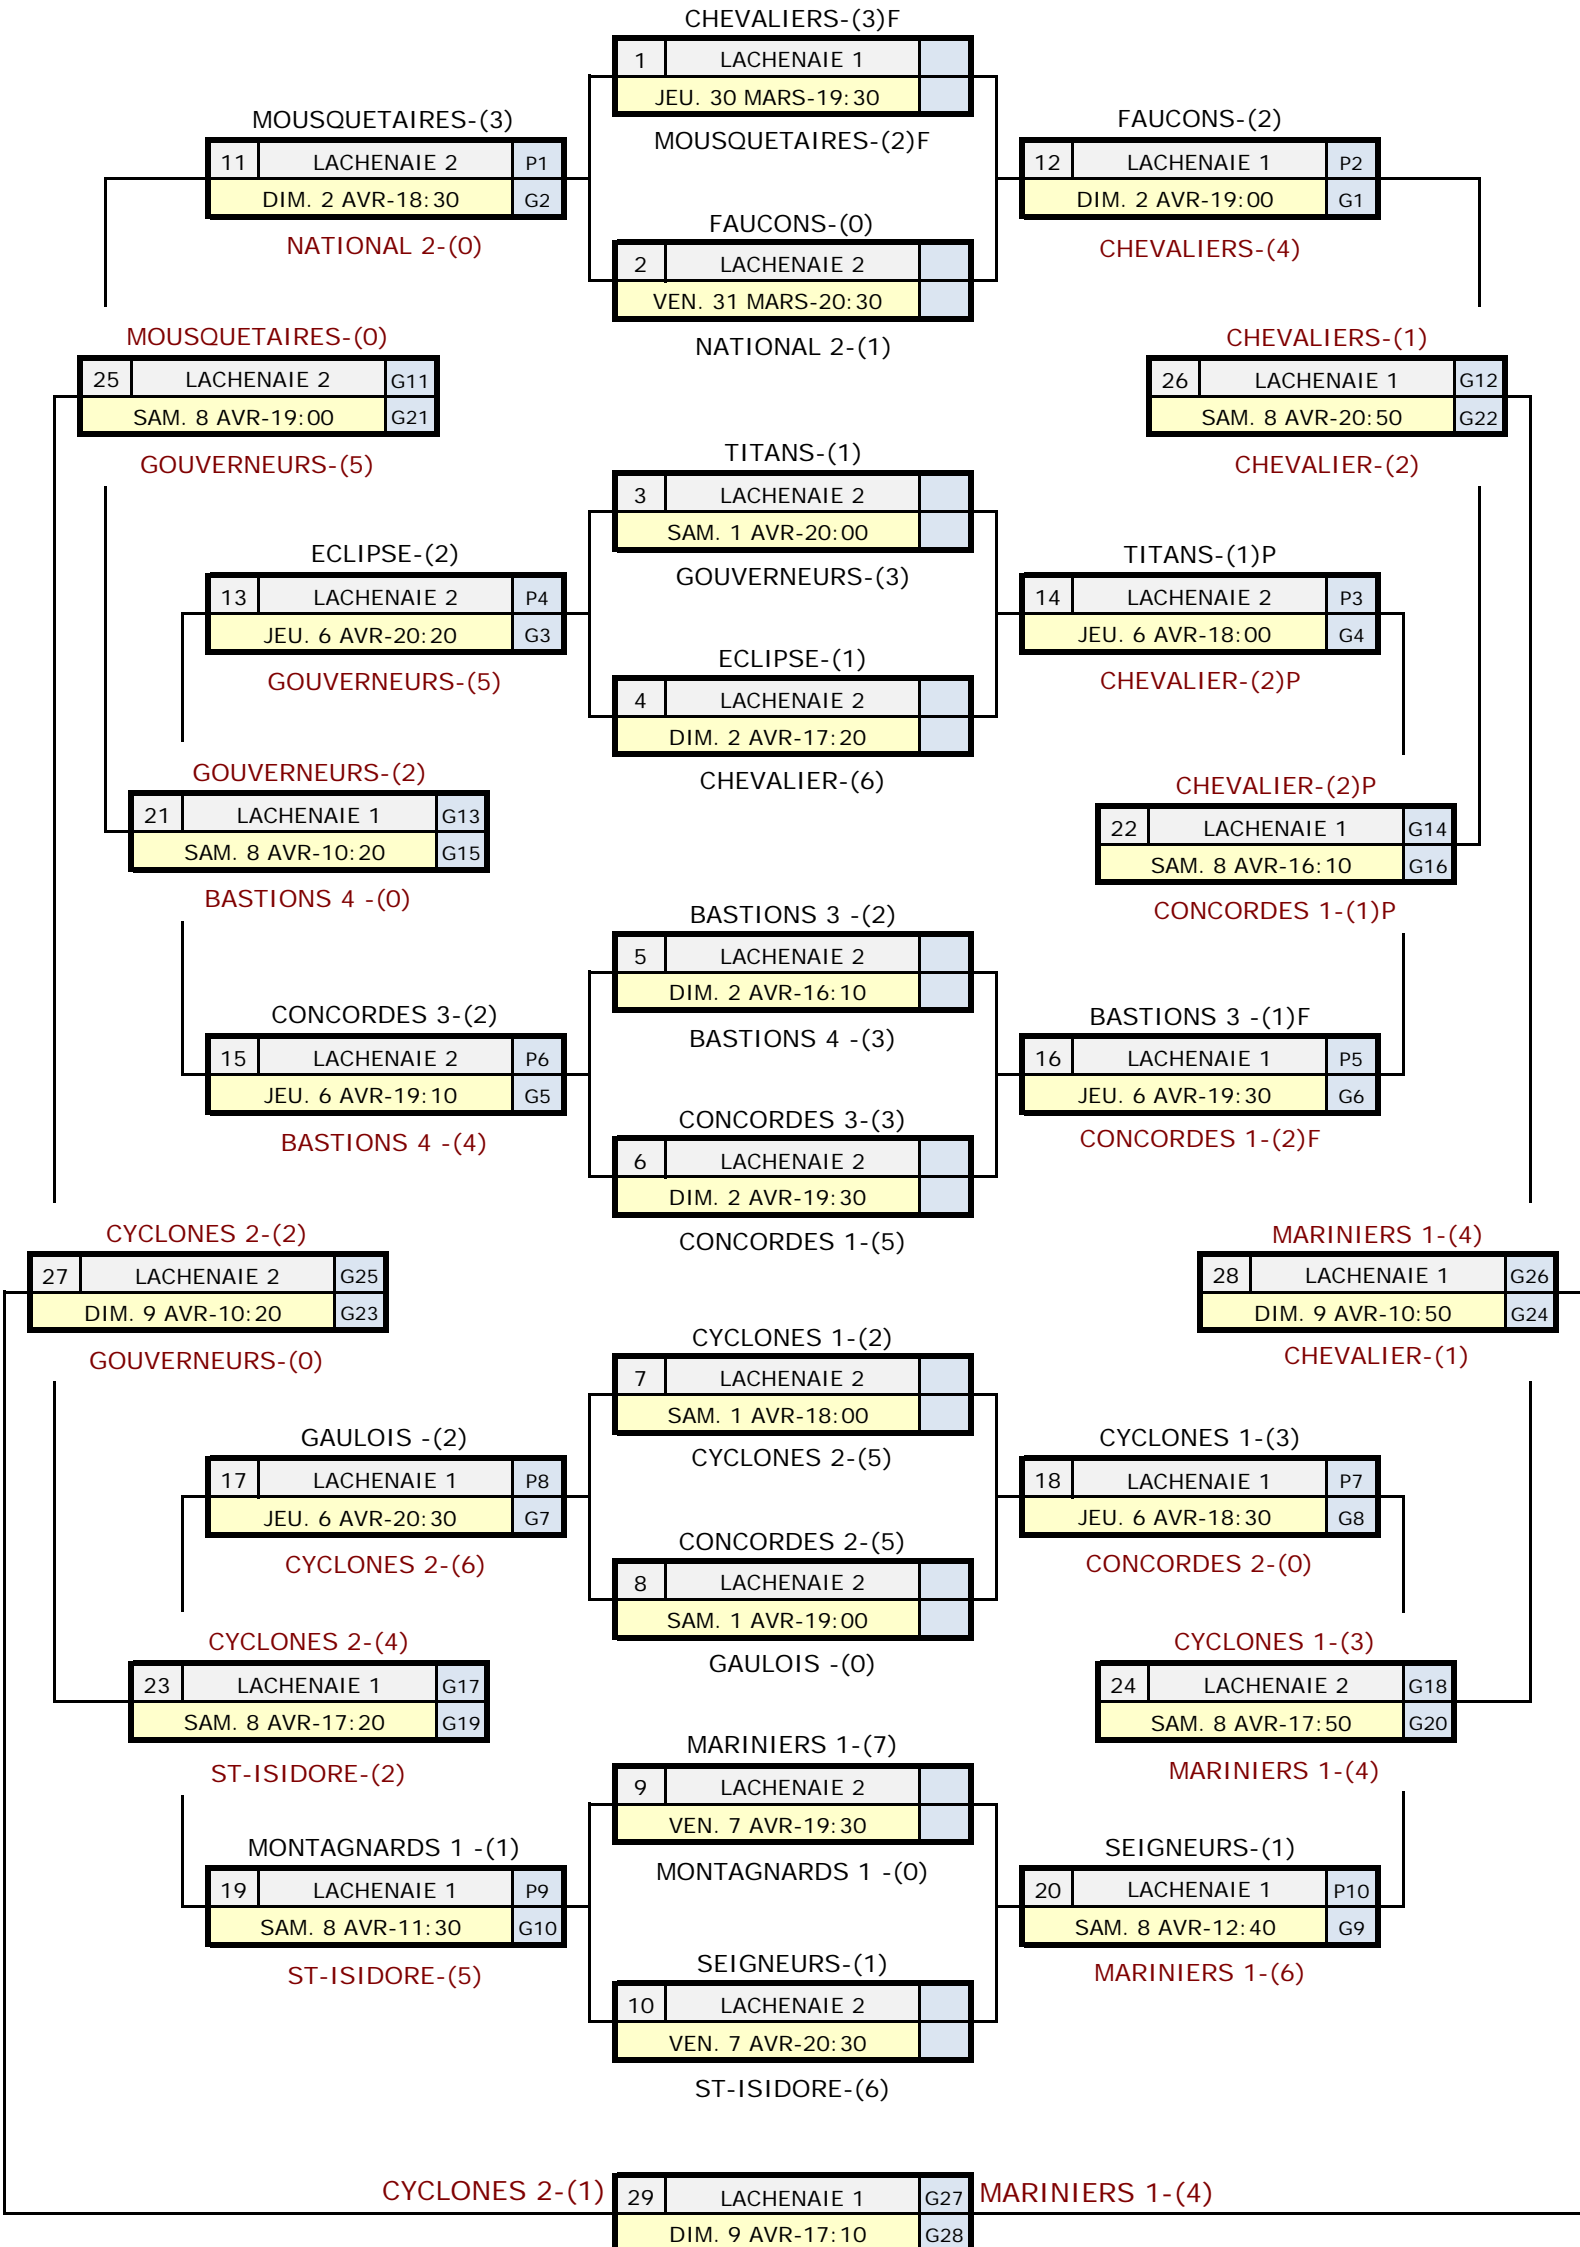 CHEVALIERS-(3)F
1 LACHENAIE 1
JEU. 30 MARS-19:30
MOUSQUETAIRES-(2)F
MOUSQUETAIRES-(3)
11 LACHENAIE 2 P1
DIM. 2 AVR-18:30 G2
NATIONAL 2-(0)
FAUCONS-(2)
12 LACHENAIE 1 P2
DIM. 2 AVR-19:00 G1
CHEVALIERS-(4)
FAUCONS-(0)
2 LACHENAIE 2
VEN. 31 MARS-20:30
NATIONAL 2-(1)
MOUSQUETAIRES-(0)
25 LACHENAIE 2 G11
SAM. 8 AVR-19:00 G21
GOUVERNEURS-(5)
CHEVALIERS-(1)
26 LACHENAIE 1 G12
SAM. 8 AVR-20:50 G22
CHEVALIER-(2)
TITANS-(1)
3 LACHENAIE 2
SAM. 1 AVR-20:00
GOUVERNEURS-(3)
ECLIPSE-(2)
13 LACHENAIE 2 P4
JEU. 6 AVR-20:20 G3
GOUVERNEURS-(5)
TITANS-(1)P
14 LACHENAIE 2 P3
JEU. 6 AVR-18:00 G4
CHEVALIER-(2)P
ECLIPSE-(1)
4 LACHENAIE 2
DIM. 2 AVR-17:20
CHEVALIER-(6)
GOUVERNEURS-(2)
21 LACHENAIE 1 G13
SAM. 8 AVR-10:20 G15
BASTIONS 4 -(0)
CHEVALIER-(2)P
22 LACHENAIE 1 G14
SAM. 8 AVR-16:10 G16
CONCORDES 1-(1)P
BASTIONS 3 -(2)
5 LACHENAIE 2
DIM. 2 AVR-16:10
BASTIONS 4 -(3)
CONCORDES 3-(2)
15 LACHENAIE 2 P6
JEU. 6 AVR-19:10 G5
BASTIONS 4 -(4)
BASTIONS 3 -(1)F
16 LACHENAIE 1 P5
JEU. 6 AVR-19:30 G6
CONCORDES 1-(2)F
CONCORDES 3-(3)
6 LACHENAIE 2
DIM. 2 AVR-19:30
CONCORDES 1-(5)
CYCLONES 2-(2)
27 LACHENAIE 2 G25
DIM. 9 AVR-10:20 G23
GOUVERNEURS-(0)
MARINIERS 1-(4)
28 LACHENAIE 1 G26
DIM. 9 AVR-10:50 G24
CHEVALIER-(1)
CYCLONES 1-(2)
7 LACHENAIE 2
SAM. 1 AVR-18:00
CYCLONES 2-(5)
GAULOIS -(2)
17 LACHENAIE 1 P8
JEU. 6 AVR-20:30 G7
CYCLONES 2-(6)
CYCLONES 1-(3)
18 LACHENAIE 1 P7
JEU. 6 AVR-18:30 G8
CONCORDES 2-(0)
CONCORDES 2-(5)
8 LACHENAIE 2
SAM. 1 AVR-19:00
GAULOIS -(0)
CYCLONES 2-(4)
23 LACHENAIE 1 G17
SAM. 8 AVR-17:20 G19
ST-ISIDORE-(2)
CYCLONES 1-(3)
24 LACHENAIE 2 G18
SAM. 8 AVR-17:50 G20
MARINIERS 1-(4)
MARINIERS 1-(7)
9 LACHENAIE 2
VEN. 7 AVR-19:30
MONTAGNARDS 1 -(0)
MONTAGNARDS 1 -(1)
19 LACHENAIE 1 P9
SAM. 8 AVR-11:30 G10
ST-ISIDORE-(5)
SEIGNEURS-(1)
20 LACHENAIE 1 P10
SAM. 8 AVR-12:40 G9
MARINIERS 1-(6)
SEIGNEURS-(1)
10 LACHENAIE 2
VEN. 7 AVR-20:30
ST-ISIDORE-(6)
CYCLONES 2-(1) 29 LACHENAIE 1 G27 MARINIERS 1-(4)
DIM. 9 AVR-17:10 G28